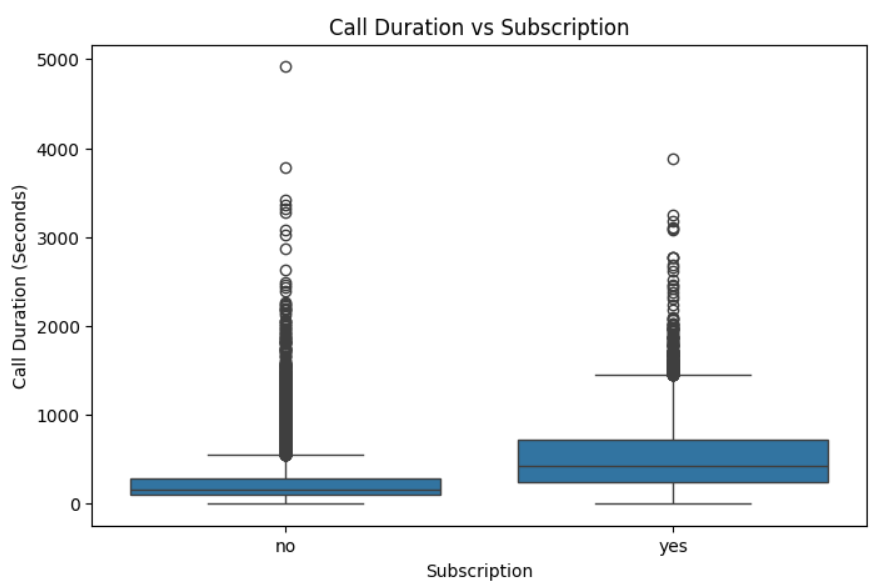 Call Duration vs Subscription
5000
4000
3000
2000
1000
0
Call Duration (Seconds)
no yes
Subscription